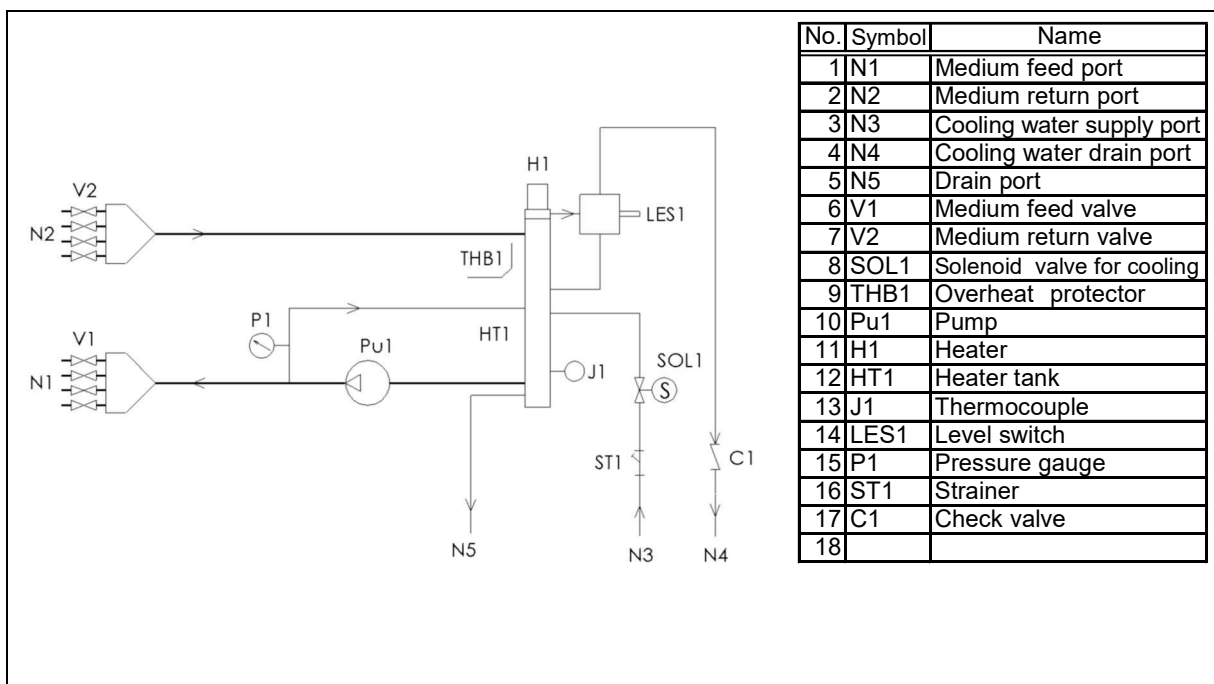 H1
V2
LES1
N2
THB1
P1
HT1
V1
Pu1
SOL1
J1
N1
S
ST1
C1
N5
N3
N4
No. Symbol Name
1 N1 Medium feed port
2 N2 Medium return port
3 N3 Cooling water supply port
4 N4 Cooling water drain port
5 N5 Drain port
6 V1 Medium feed valve
7 V2 Medium return valve
8 SOL1 Solenoid valve for cooling
9 THB1 Overheat protector
10 Pu1 Pump
11 H1 Heater
12 HT1 Heater tank
13 J1 Thermocouple
14 LES1 Level switch
15 P1 Pressure gauge
16 ST1 Strainer
17 C1 Check valve
18